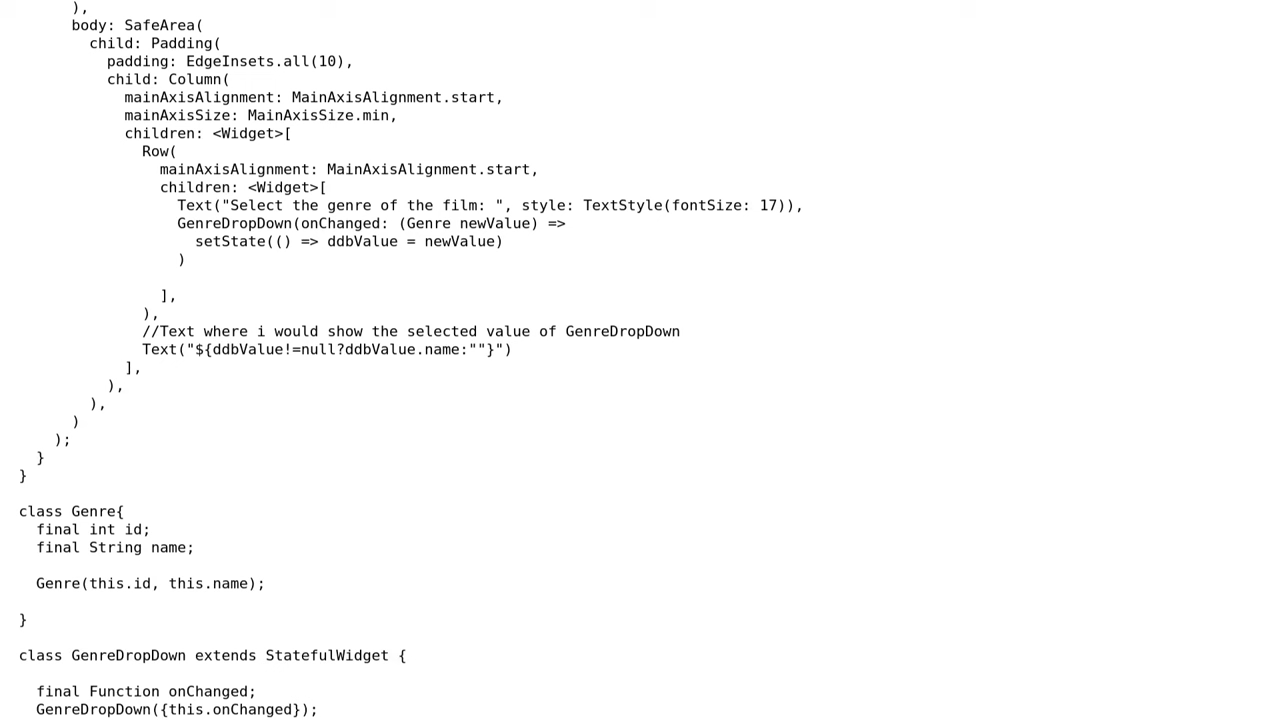 ),
body: SafeArea(
child: Padding(
padding: EdgeInsets.all(10),
child: Column(
mainAxisAlignment: MainAxisAlignment.start,
mainAxisSize: MainAxisSize.min,
children: <Widget>[
Row(
mainAxisAlignment: MainAxisAlignment.start,
children: <Widget>[
Text("Select the genre of the film: ", style: TextStyle(fontSize: 17)),
GenreDropDown(onChanged: (Genre newValue) =>
setState(() => ddbValue = newValue)
)
],
),
//Text where i would show the selected value of GenreDropDown
Text("${ddbValue!=null?ddbValue.name:""}")
],
),
),
)
);
}
}
class Genre{
final int id;
final String name;
Genre(this.id, this.name);
}
class GenreDropDown extends StatefulWidget {
final Function onChanged;
GenreDropDown({this.onChanged});